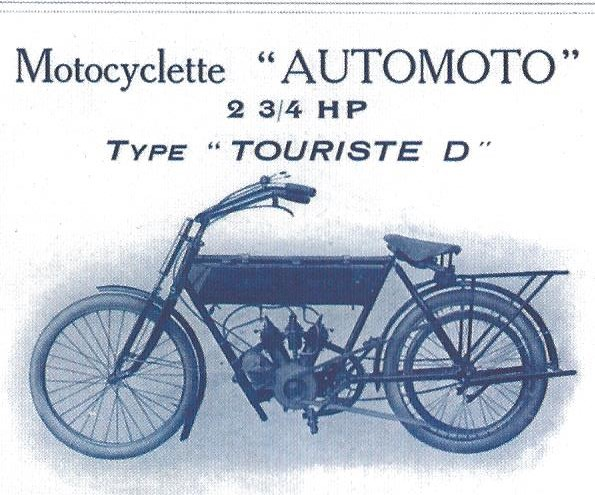 Motocyclette “AUTOMOTO”
2 3/4 HP
TYPE “TOURISTE D”